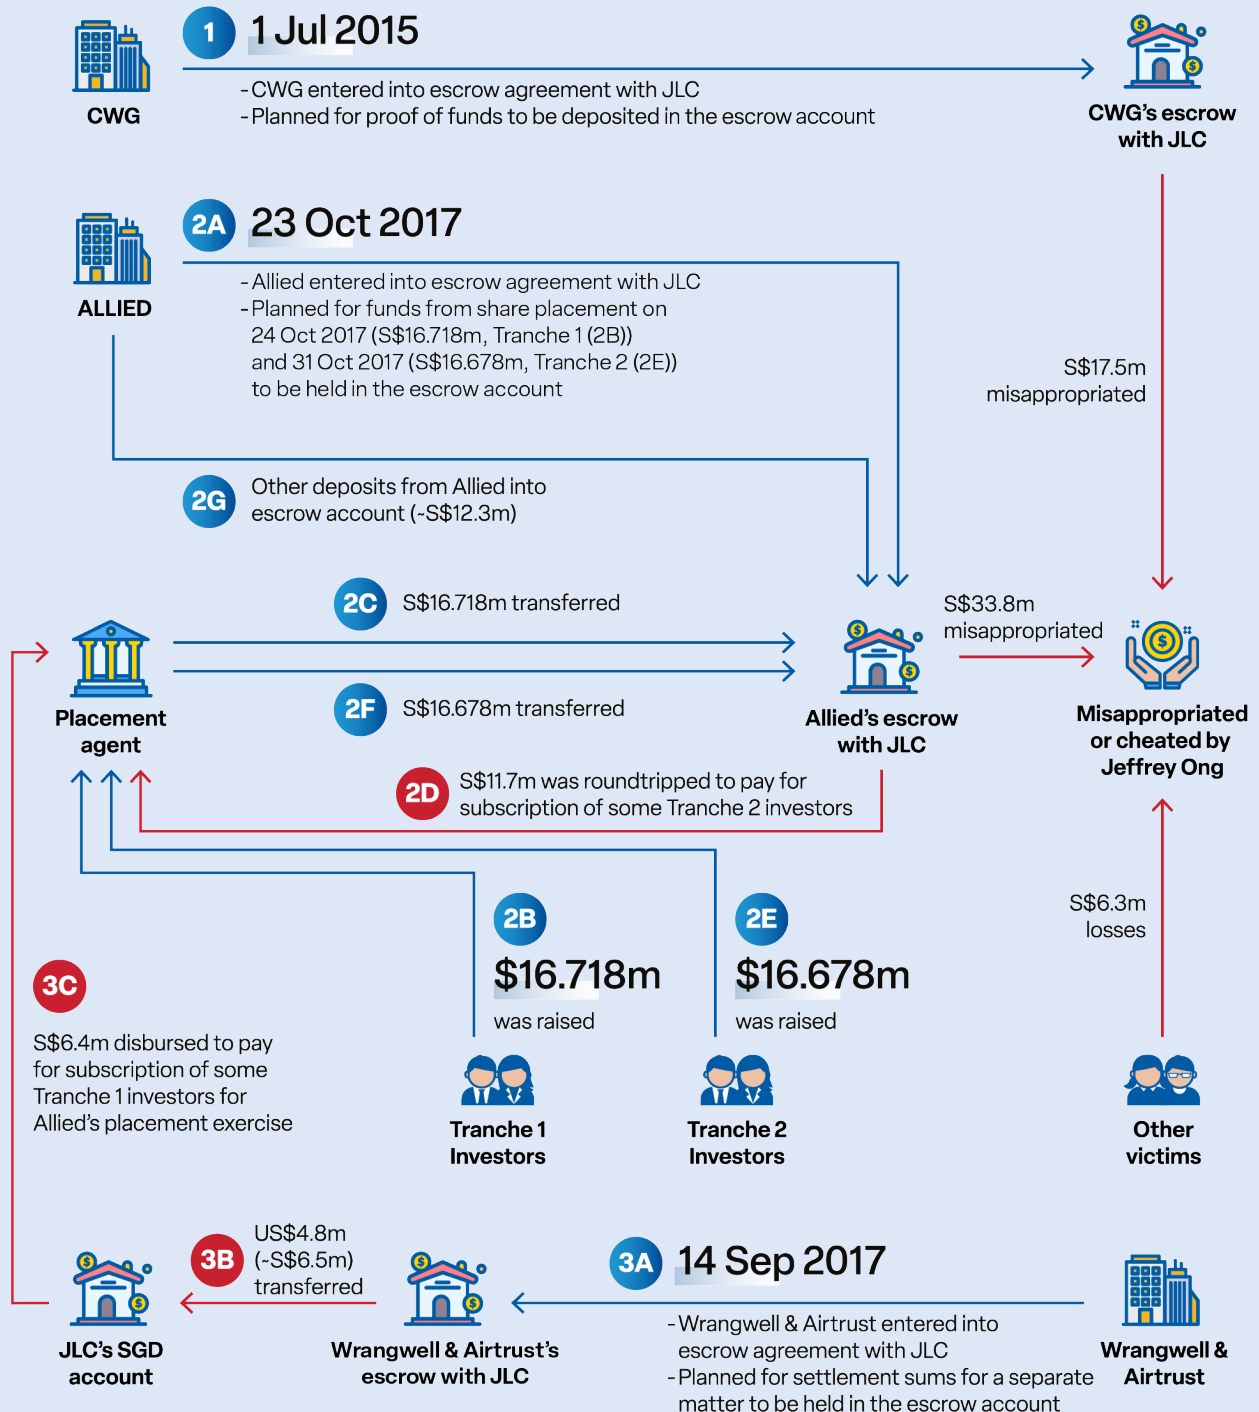 1
1 Jul 2015
CWG
- CWG entered into escrow agreement with JLC
- Planned for proof of funds to be deposited in the escrow account
CWG's escrow
with JLC
2A
23 Oct 2017
ALLIED
- Allied entered into escrow agreement with JLC
- Planned for funds from share placement on
24 Oct 2017 (S$16.718m, Tranche 1 (2B))
and 31 Oct 2017 (S$16.678m, Tranche 2 (2E))
to be held in the escrow account
S$17.5m
misappropriated
2G
Other deposits from Allied into
escrow account (~S$12.3m)
2C
S$16.718m transferred
2F
S$16.678m transferred
S$33.8m
misappropriated
Placement
agent
Allied's escrow
with JLC
Misappropriated
or cheated by
Jeffrey Ong
2D
S$11.7m was roundtripped to pay for
subscription of some Tranche 2 investors
2B
$16.718m
was raised
2E
$16.678m
was raised
S$6.3m
losses
3C
S$6.4m disbursed to pay
for subscription of some
Tranche 1 investors for
Allied's placement exercise
Tranche 1
Investors
Tranche 2
Investors
Other
victims
3B
US$4.8m
(~S$6.5m)
transferred
3A
14 Sep 2017
JLC's SGD
account
Wrangwell & Airtrust's
escrow with JLC
- Wrangwell & Airtrust entered into
escrow agreement with JLC
- Planned for settlement sums for a separate
matter to be held in the escrow account
Wrangwell &
Airtrust